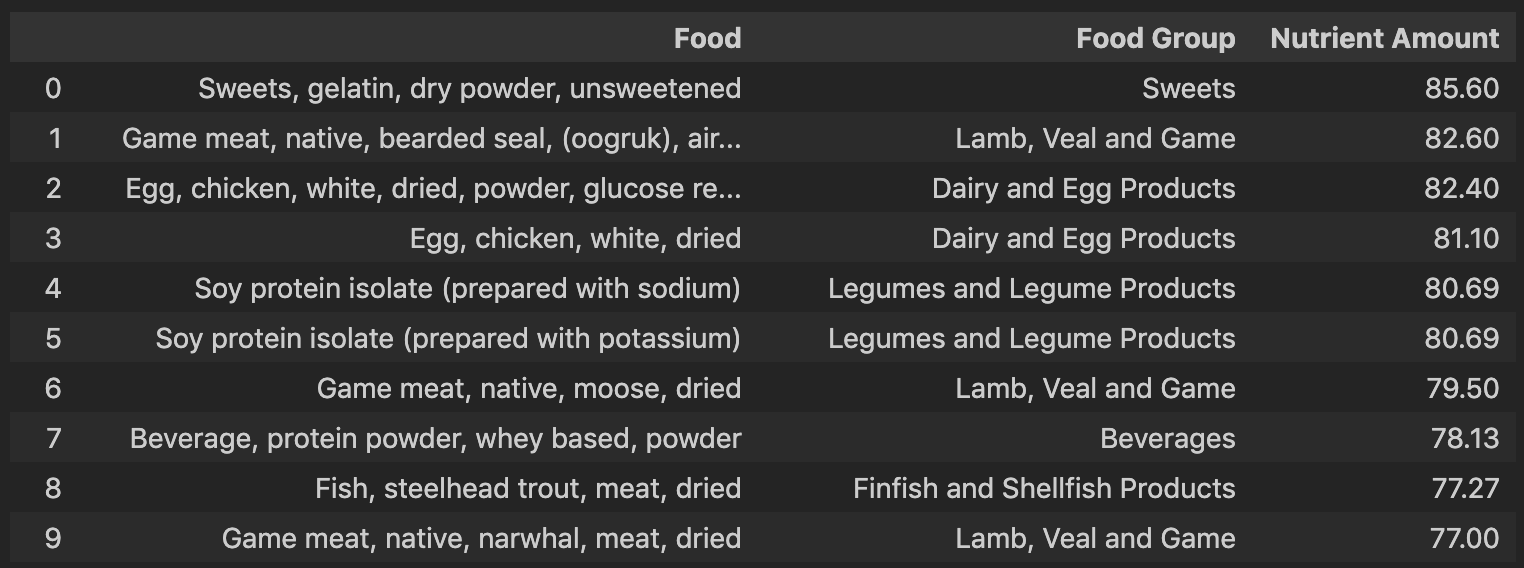 Food Food Group Nutrient Amount
0 Sweets, gelatin, dry powder, unsweetened Sweets 85.60
1 Game meat, native, bearded seal, (oogruk), air... Lamb, Veal and Game 82.60
2 Egg, chicken, white, dried, powder, glucose re... Dairy and Egg Products 82.40
3 Egg, chicken, white, dried Dairy and Egg Products 81.10
4 Soy protein isolate (prepared with sodium) Legumes and Legume Products 80.69
5 Soy protein isolate (prepared with potassium) Legumes and Legume Products 80.69
6 Game meat, native, moose, dried Lamb, Veal and Game 79.50
7 Beverage, protein powder, whey based, powder Beverages 78.13
8 Fish, steelhead trout, meat, dried Finfish and Shellfish Products 77.27
9 Game meat, native, narwhal, meat, dried Lamb, Veal and Game 77.00